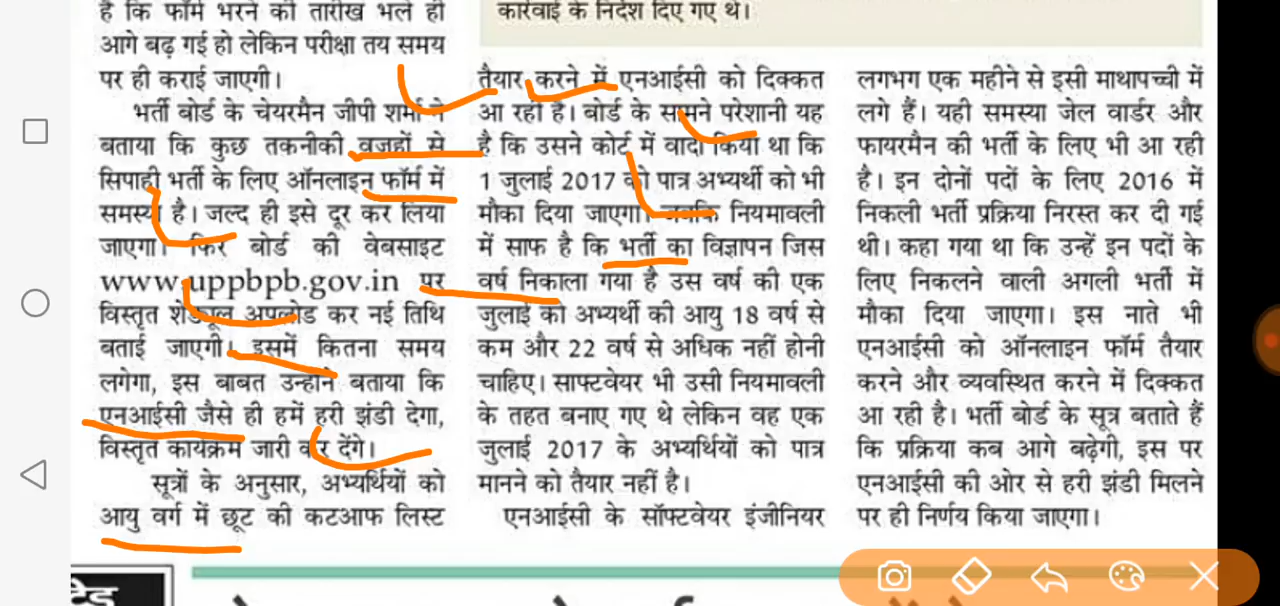 है कि फॉर्म भरने की तारीख भले ही
आगे बढ़ गई हो लेकिन परीक्षा तय समय
पर ही कराई जाएगी।
भर्ती बोर्ड के चेयरमैन जीपी शर्मा ने
बताया कि कुछ तकनीकी वजहों से
सिपाही भर्ती के लिए ऑनलाइन फॉर्म में
समस्या है। जल्द ही इसे दूर कर लिया
जाएगा। फिर बोर्ड की वेबसाइट
www.uppbpb.gov.in पर
विस्तृत शेड्यूल अपलोड कर नई तिथि
बताई जाएगी। इसमें कितना समय
लगेगा, इस बाबत उन्होंने बताया कि
एनआईसी जैसे ही हमें हरी झंडी देगा,
विस्तृत कार्यक्रम जारी कर देंगे।
सूत्रों के अनुसार, अभ्यर्थियों को
आयु वर्ग में छूट की कटआफ लिस्ट
कार्रवाई के निर्देश दिए गए थे।
तैयार करने में एनआईसी को दिक्कत
आ रही है। बोर्ड के सामने परेशानी यह
है कि उसने कोर्ट में वादा किया था कि
1 जुलाई 2017 को पात्र अभ्यर्थी को भी
मौका दिया जाएगा। जबकि नियमावली
में साफ है कि भर्ती का विज्ञापन जिस
वर्ष निकाला गया है उस वर्ष की एक
जुलाई को अभ्यर्थी की आयु 18 वर्ष से
कम और 22 वर्ष से अधिक नहीं होनी
चाहिए। साफ्टवेयर भी उसी नियमावली
के तहत बनाए गए थे लेकिन वह एक
जुलाई 2017 के अभ्यर्थियों को पात्र
मानने को तैयार नहीं है।
एनआईसी के सॉफ्टवेयर इंजीनियर
लगभग एक महीने से इसी माथापच्ची में
लगे हैं। यही समस्या जेल वार्डर और
फायरमैन की भर्ती के लिए भी आ रही
है। इन दोनों पदों के लिए 2016 में
निकली भर्ती प्रक्रिया निरस्त कर दी गई
थी। कहा गया था कि उन्हें इन पदों के
लिए निकलने वाली अगली भर्ती में
मौका दिया जाएगा। इस नाते भी
एनआईसी को ऑनलाइन फॉर्म तैयार
करने और व्यवस्थित करने में दिक्कत
आ रही है। भर्ती बोर्ड के सूत्र बताते हैं
कि प्रक्रिया कब आगे बढ़ेगी, इस पर
एनआईसी की ओर से हरी झंडी मिलने
पर ही निर्णय किया जाएगा।